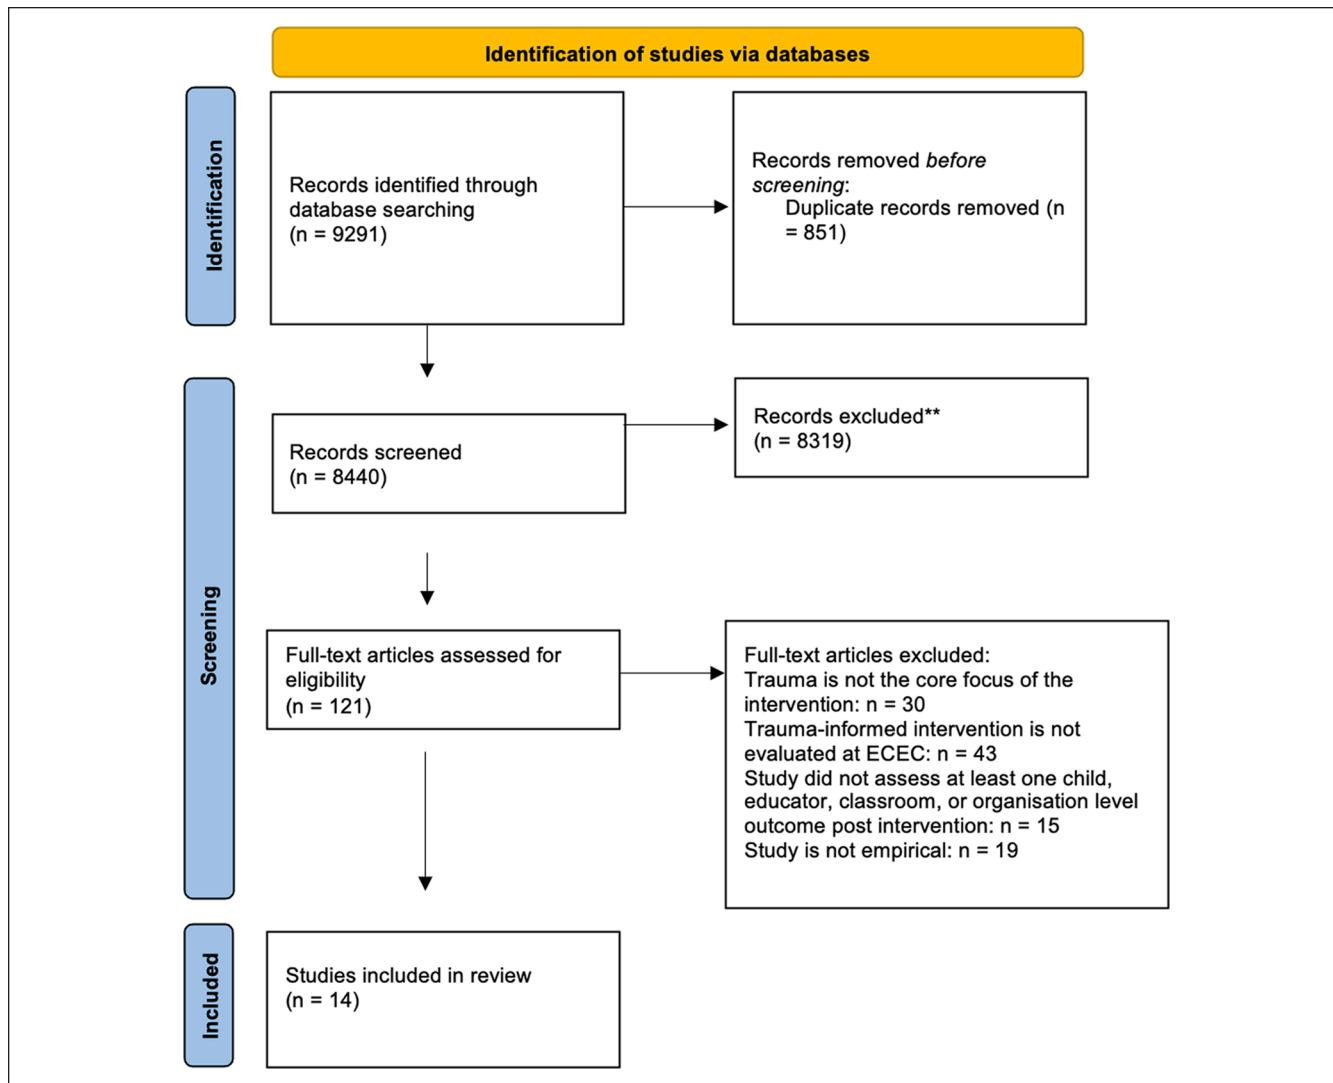 Identification of studies via databases
Identification
Records identified through
database searching
(n = 9291)
Records removed before
screening:
Duplicate records removed (n
= 851)
Screening
Records screened
(n = 8440)
Records excluded**
(n = 8319)
Full-text articles assessed for
eligibility
(n = 121)
Full-text articles excluded:
Trauma is not the core focus of the
intervention: n = 30
Trauma-informed intervention is not
evaluated at ECEC: n = 43
Study did not assess at least one child,
educator, classroom, or organisation level
outcome post intervention: n = 15
Study is not empirical: n = 19
Included
Studies included in review
(n = 14)